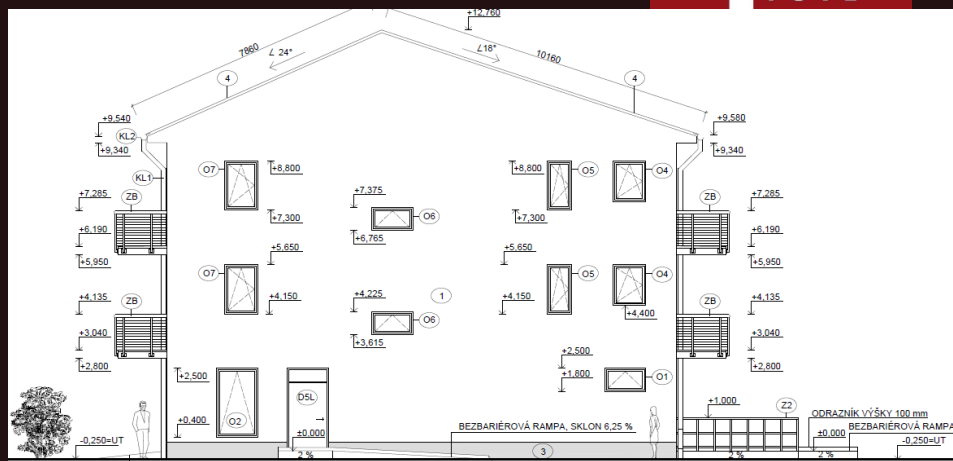 +12,760
7860
∠ 24°
∠18°
10160
4
4
+9,540
KL2
+9,340
+9,580
+9,340
KL1
O7
+8,800
+8,800
O5
O4
+7,285
ZB
+7,300
+7,375
O6
+7,300
ZB
+7,285
+6,190
+6,765
+6,190
+5,950
+5,650
+5,650
+5,950
O7
O5
O4
+4,135
ZB
+4,150
+4,225
1
+4,150
+4,400
ZB
+4,135
O6
+3,040
+3,615
+3,040
+2,800
+2,500
+2,500
+2,800
+1,800
O1
D5L
+1,000
Z2
+0,400
O2
ODRAZNÍK VÝŠKY 100 mm
±0,000
BEZBARIÉROVÁ RAMPA, SKLON 6,25 %
±0,000
BEZBARIÉROVÁ RAMPA
-0,250=UT
-0,250=UT
2 %
3
2 %
2 %